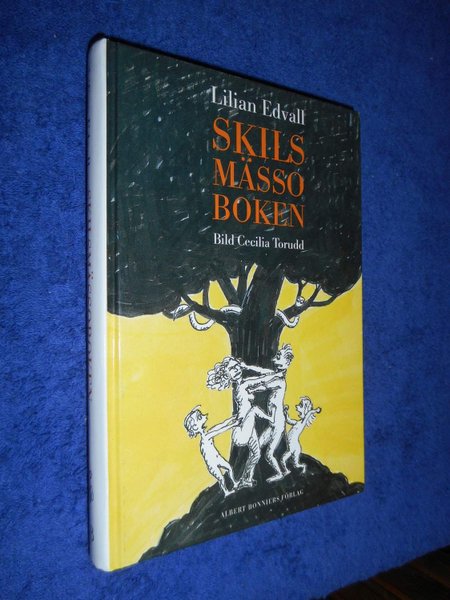 Lilian Edvall
SKILS
MÄSSO
BOKEN
Bild Cecilia Torudd
ALBERT BONNIERS FÖRLAG